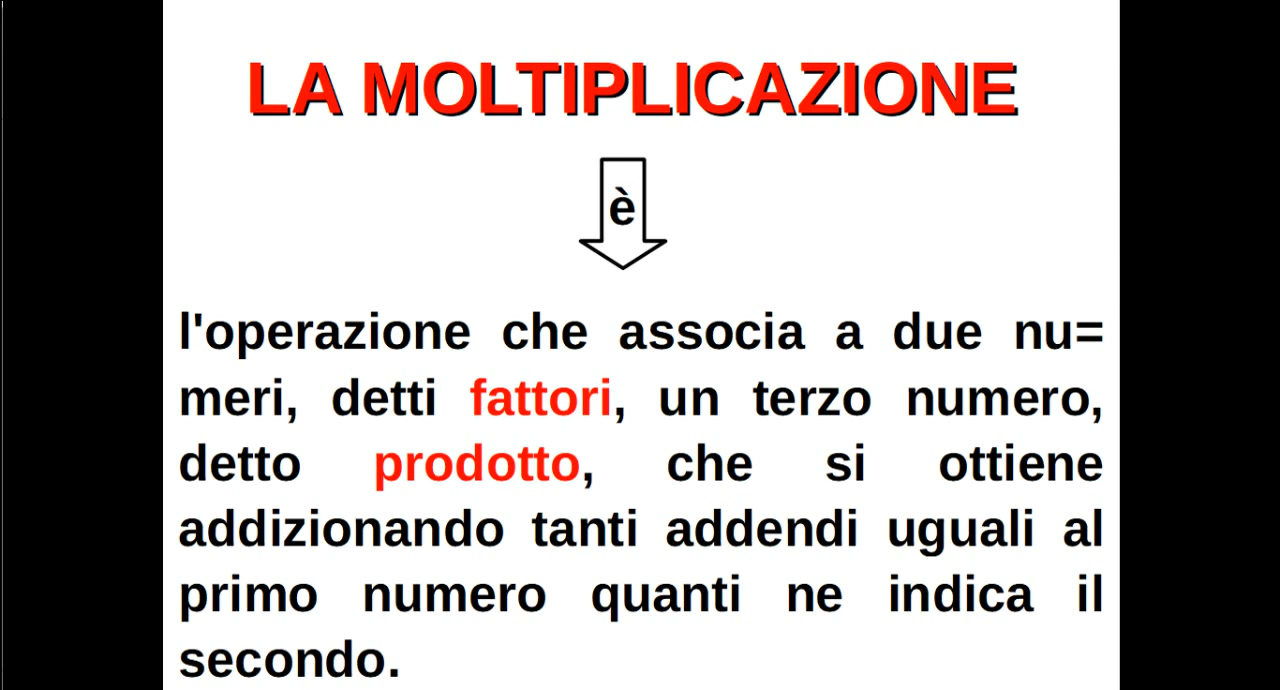 LA MOLTIPLICAZIONE
è
l'operazione che associa a due nu=
meri, detti fattori, un terzo numero,
detto prodotto, che si ottiene
addizionando tanti addendi uguali al
primo numero quanti ne indica il
secondo.